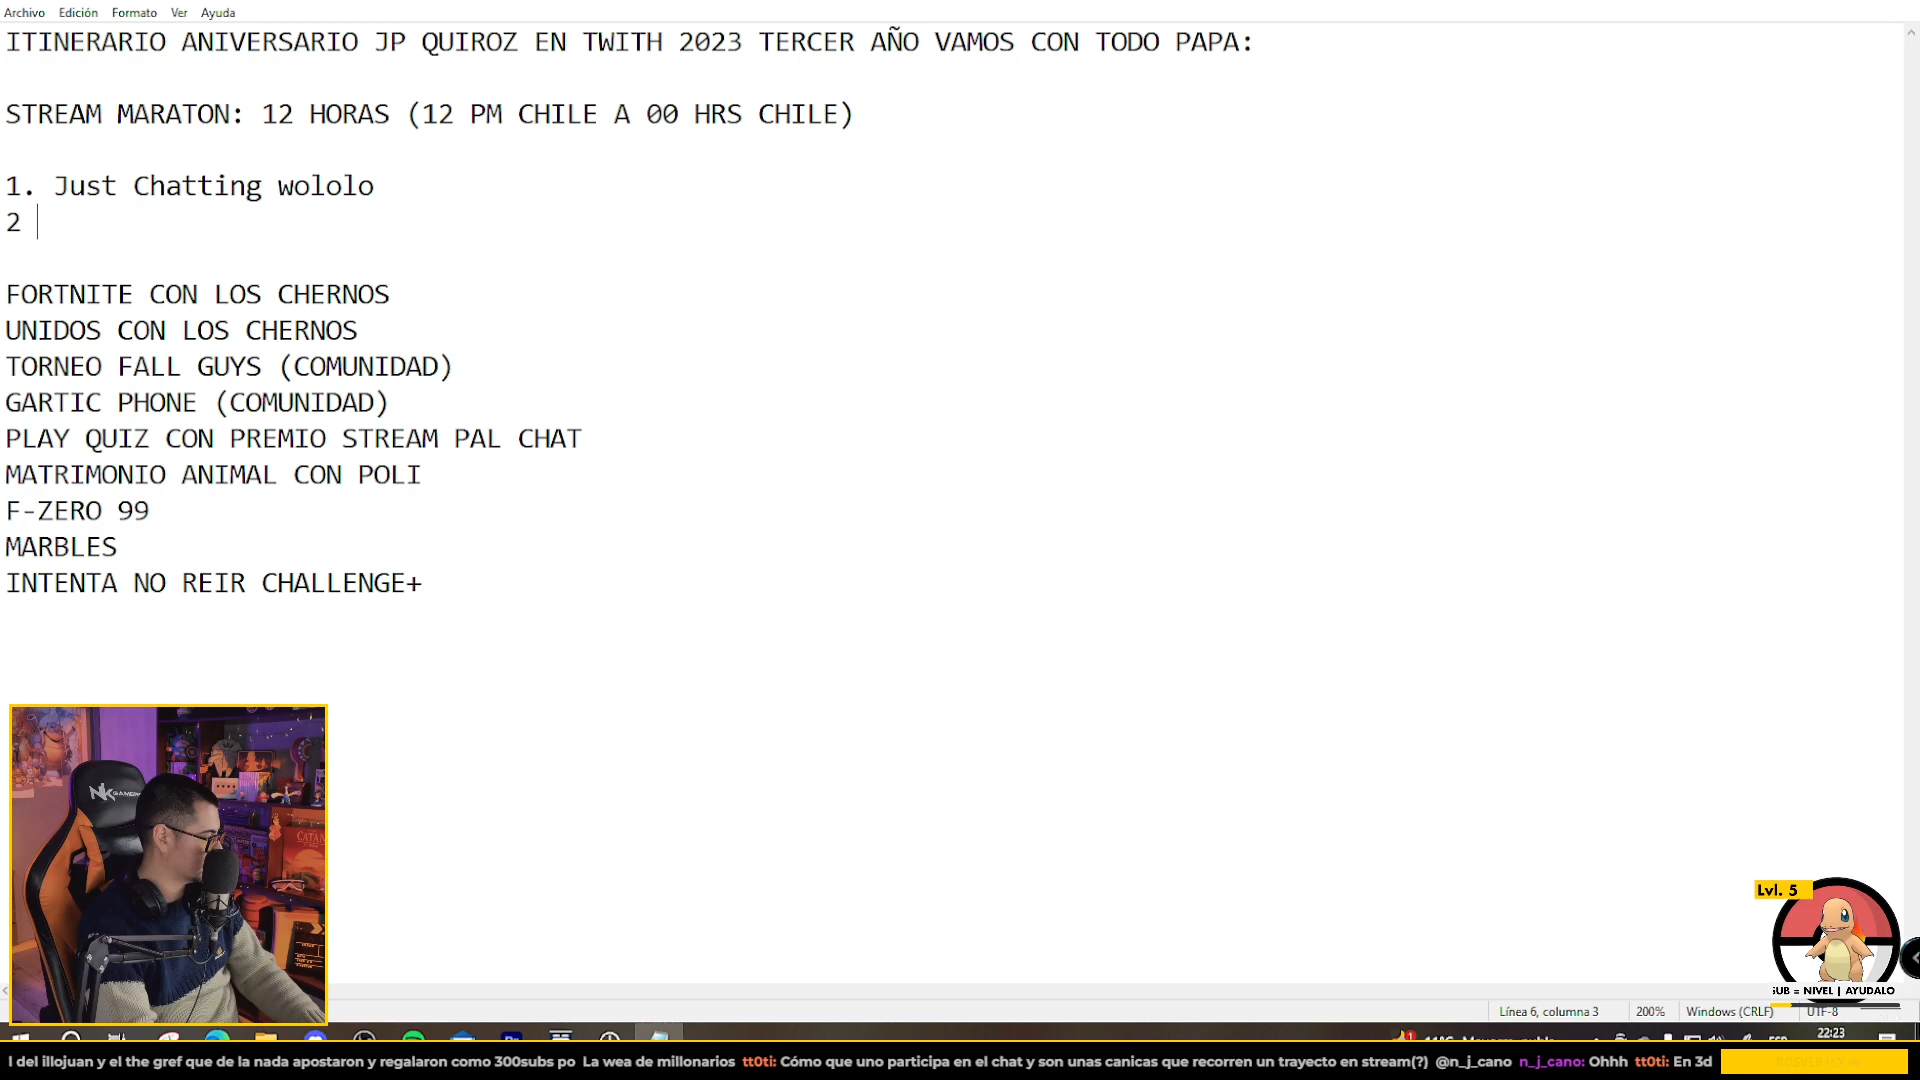 Archivo Edición Formato Ver Ayuda
ITINERARIO ANIVERSARIO JP QUIROZ EN TWITH 2023 TERCER AÑO VAMOS CON TODO PAPA:
STREAM MARATON: 12 HORAS (12 PM CHILE A 00 HRS CHILE)
1. Just Chatting wololo
2
FORTNITE CON LOS CHERNOS
UNIDOS CON LOS CHERNOS
TORNEO FALL GUYS (COMUNIDAD)
GARTIC PHONE (COMUNIDAD)
PLAY QUIZ CON PREMIO STREAM PAL CHAT
MATRIMONIO ANIMAL CON POLI
F-ZERO 99
MARBLES
INTENTA NO REIR CHALLENGE+
NK GAMER
CATAN
Lvl. 5
SUB = NIVEL | AYUDALO
Línea 6, columna 3 200% Windows (CRLF) UTF-8
22:23
l del illojuan y el the gref que de la nada apostaron y regalaron como 300subs po La wea de millonarios tt0ti: Cómo que uno participa en el chat y son unas canicas que recorren un trayecto en stream(?) @n_j_cano n_j_cano: Ohhh tt0ti: En 3d